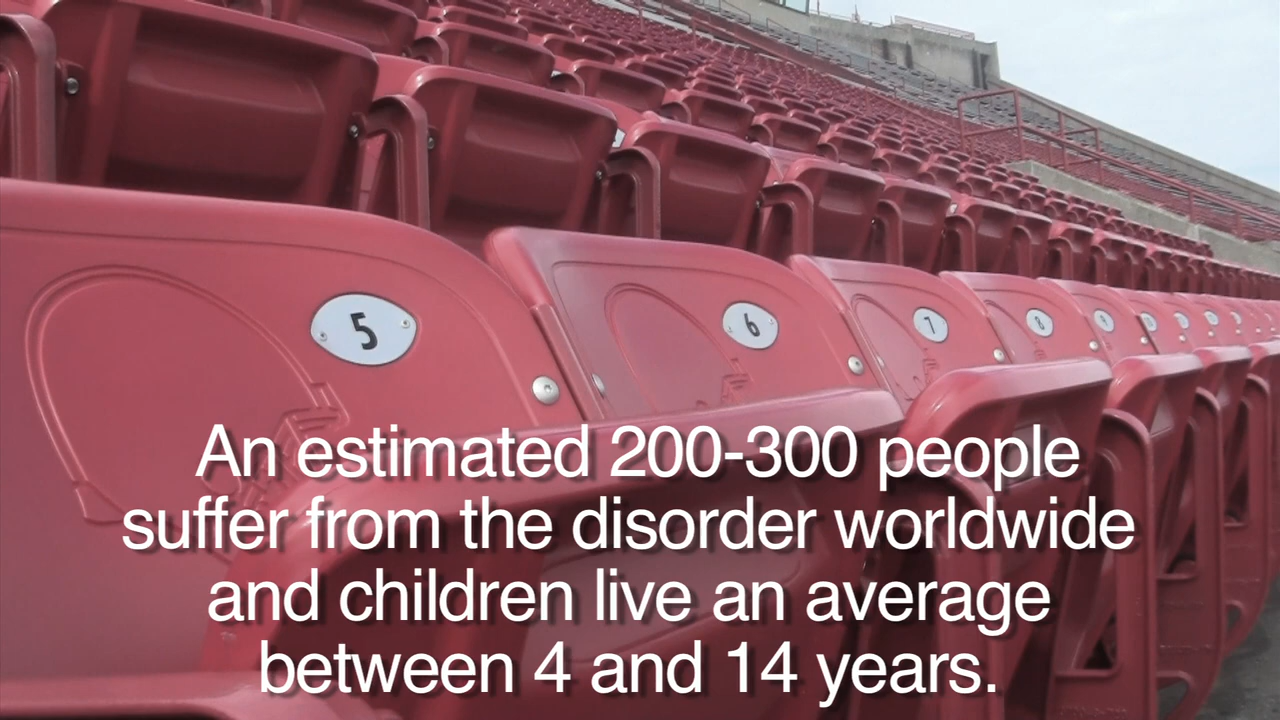 5
6
7
8
9
An estimated 200-300 people
suffer from the disorder worldwide
and children live an average
between 4 and 14 years.